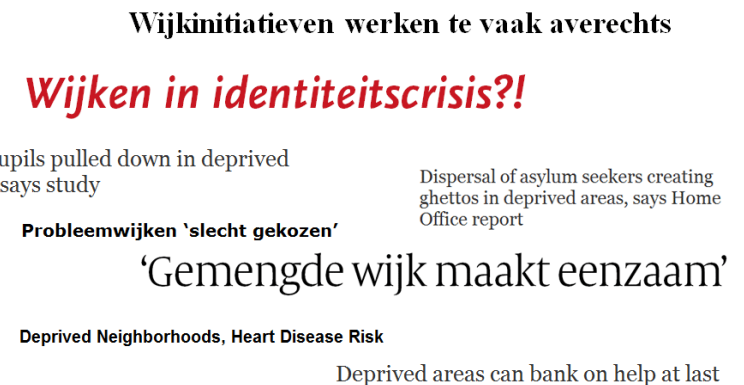 Wijkinitiatieven werken te vaak averechts
Wijken in identiteitscrisis?!
upils pulled down in deprived
says study
Dispersal of asylum seekers creating
ghettos in deprived areas, says Home
Office report
Probleemwijken ‘slecht gekozen’
‘Gemengde wijk maakt eenzaam’
Deprived Neighborhoods, Heart Disease Risk
Deprived areas can bank on help at last